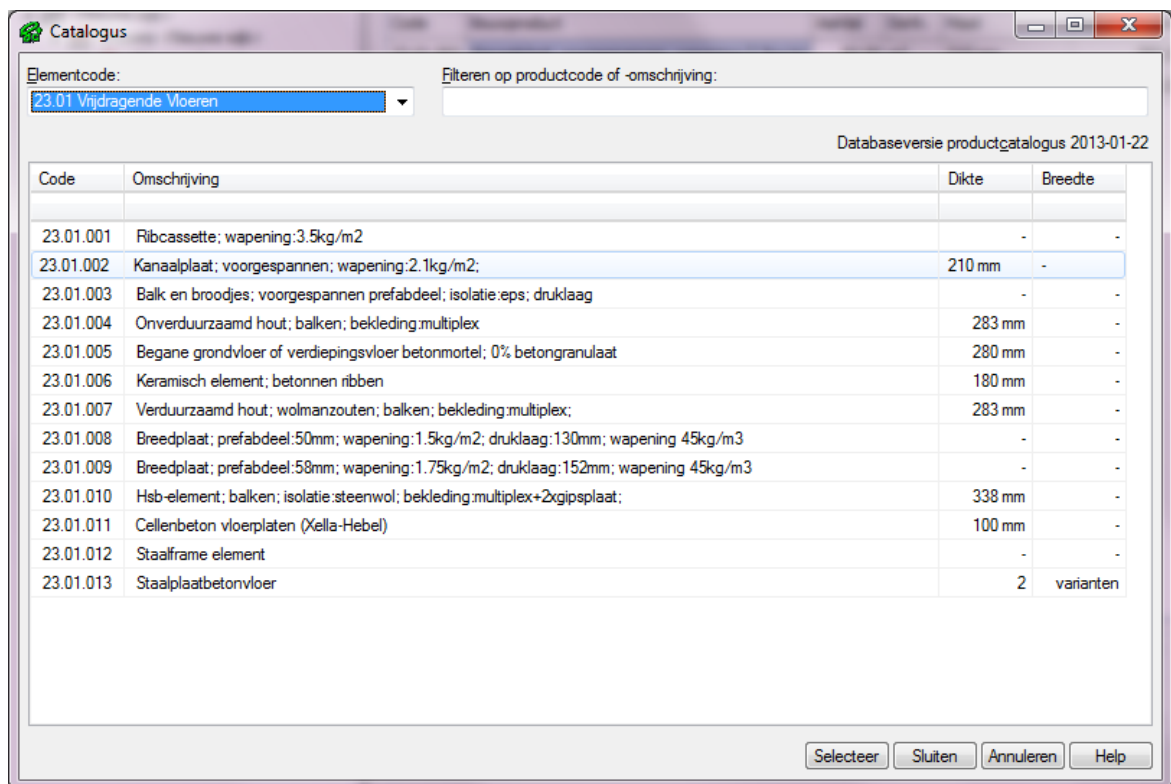 Catalogus
Elementcode:
Filteren op productcode of -omschrijving:
23.01 Vrijdragende Vloeren
Databaseversie productcatalogus 2013-01-22
Code Omschrijving Dikte Breedte
23.01.001 Ribcassette; wapening:3.5kg/m2 - -
23.01.002 Kanaalplaat; voorgespannen; wapening:2.1kg/m2; 210 mm -
23.01.003 Balk en broodjes; voorgespannen prefabdeel; isolatie:eps; druklaag - -
23.01.004 Onverduurzaamd hout; balken; bekleding:multiplex 283 mm -
23.01.005 Begane grondvloer of verdiepingsvloer betonmortel; 0% betongranulaat 280 mm -
23.01.006 Keramisch element; betonnen ribben 180 mm -
23.01.007 Verduurzaamd hout; wolmanzouten; balken; bekleding:multiplex; 283 mm -
23.01.008 Breedplaat; prefabdeel:50mm; wapening:1.5kg/m2; druklaag:130mm; wapening 45kg/m3 - -
23.01.009 Breedplaat; prefabdeel:58mm; wapening:1.75kg/m2; druklaag:152mm; wapening 45kg/m3 - -
23.01.010 Hsb-element; balken; isolatie:steenwol; bekleding:multiplex+2xgipsplaat; 338 mm -
23.01.011 Cellenbeton vloerplaten (Xella-Hebel) 100 mm -
23.01.012 Staalframe element - -
23.01.013 Staalplaatbetonvloer 2 varianten
Selecteer Sluiten Annuleren Help